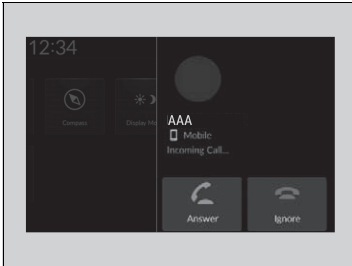 12:34
Compass
Display Mo
AAA
Mobile
Incoming Call...
Answer
Ignore